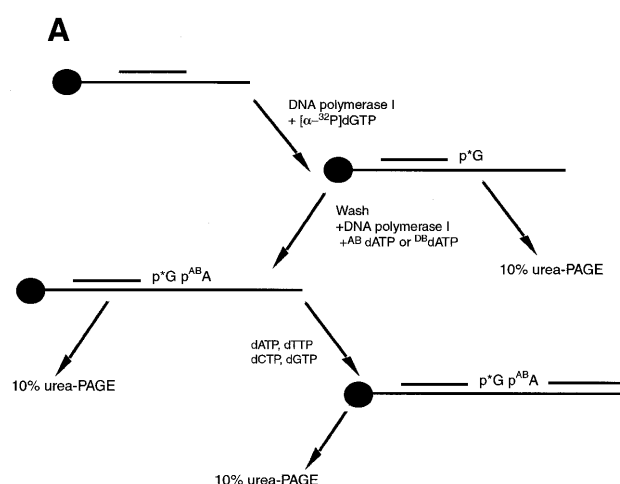 A
DNA polymerase I
+ [α–³²P]dGTP
p*G
Wash
+DNA polymerase I
+ᴬᴮ dATP or ᴰᴮdATP
10% urea-PAGE
p*G pᴬᴮA
10% urea-PAGE
dATP, dTTP
dCTP, dGTP
p*G pᴬᴮA
10% urea-PAGE